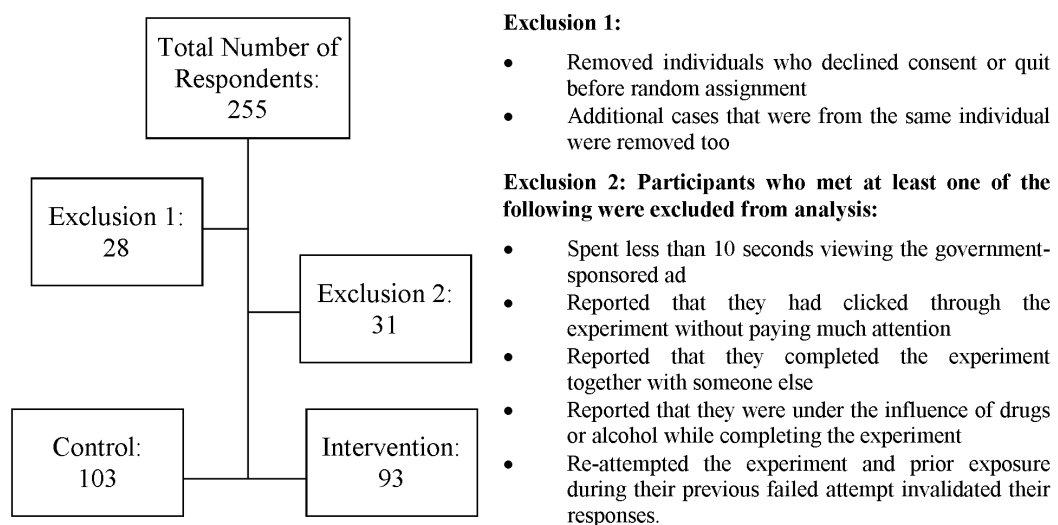 Total Number of
Respondents:
255
Exclusion 1:
28
Exclusion 2:
31
Control:
103
Intervention:
93
Exclusion 1:
• Removed individuals who declined consent or quit
before random assignment
• Additional cases that were from the same individual
were removed too
Exclusion 2: Participants who met at least one of the
following were excluded from analysis:
• Spent less than 10 seconds viewing the government-
sponsored ad
• Reported that they had clicked through the
experiment without paying much attention
• Reported that they completed the experiment
together with someone else
• Reported that they were under the influence of drugs
or alcohol while completing the experiment
• Re-attempted the experiment and prior exposure
during their previous failed attempt invalidated their
responses.